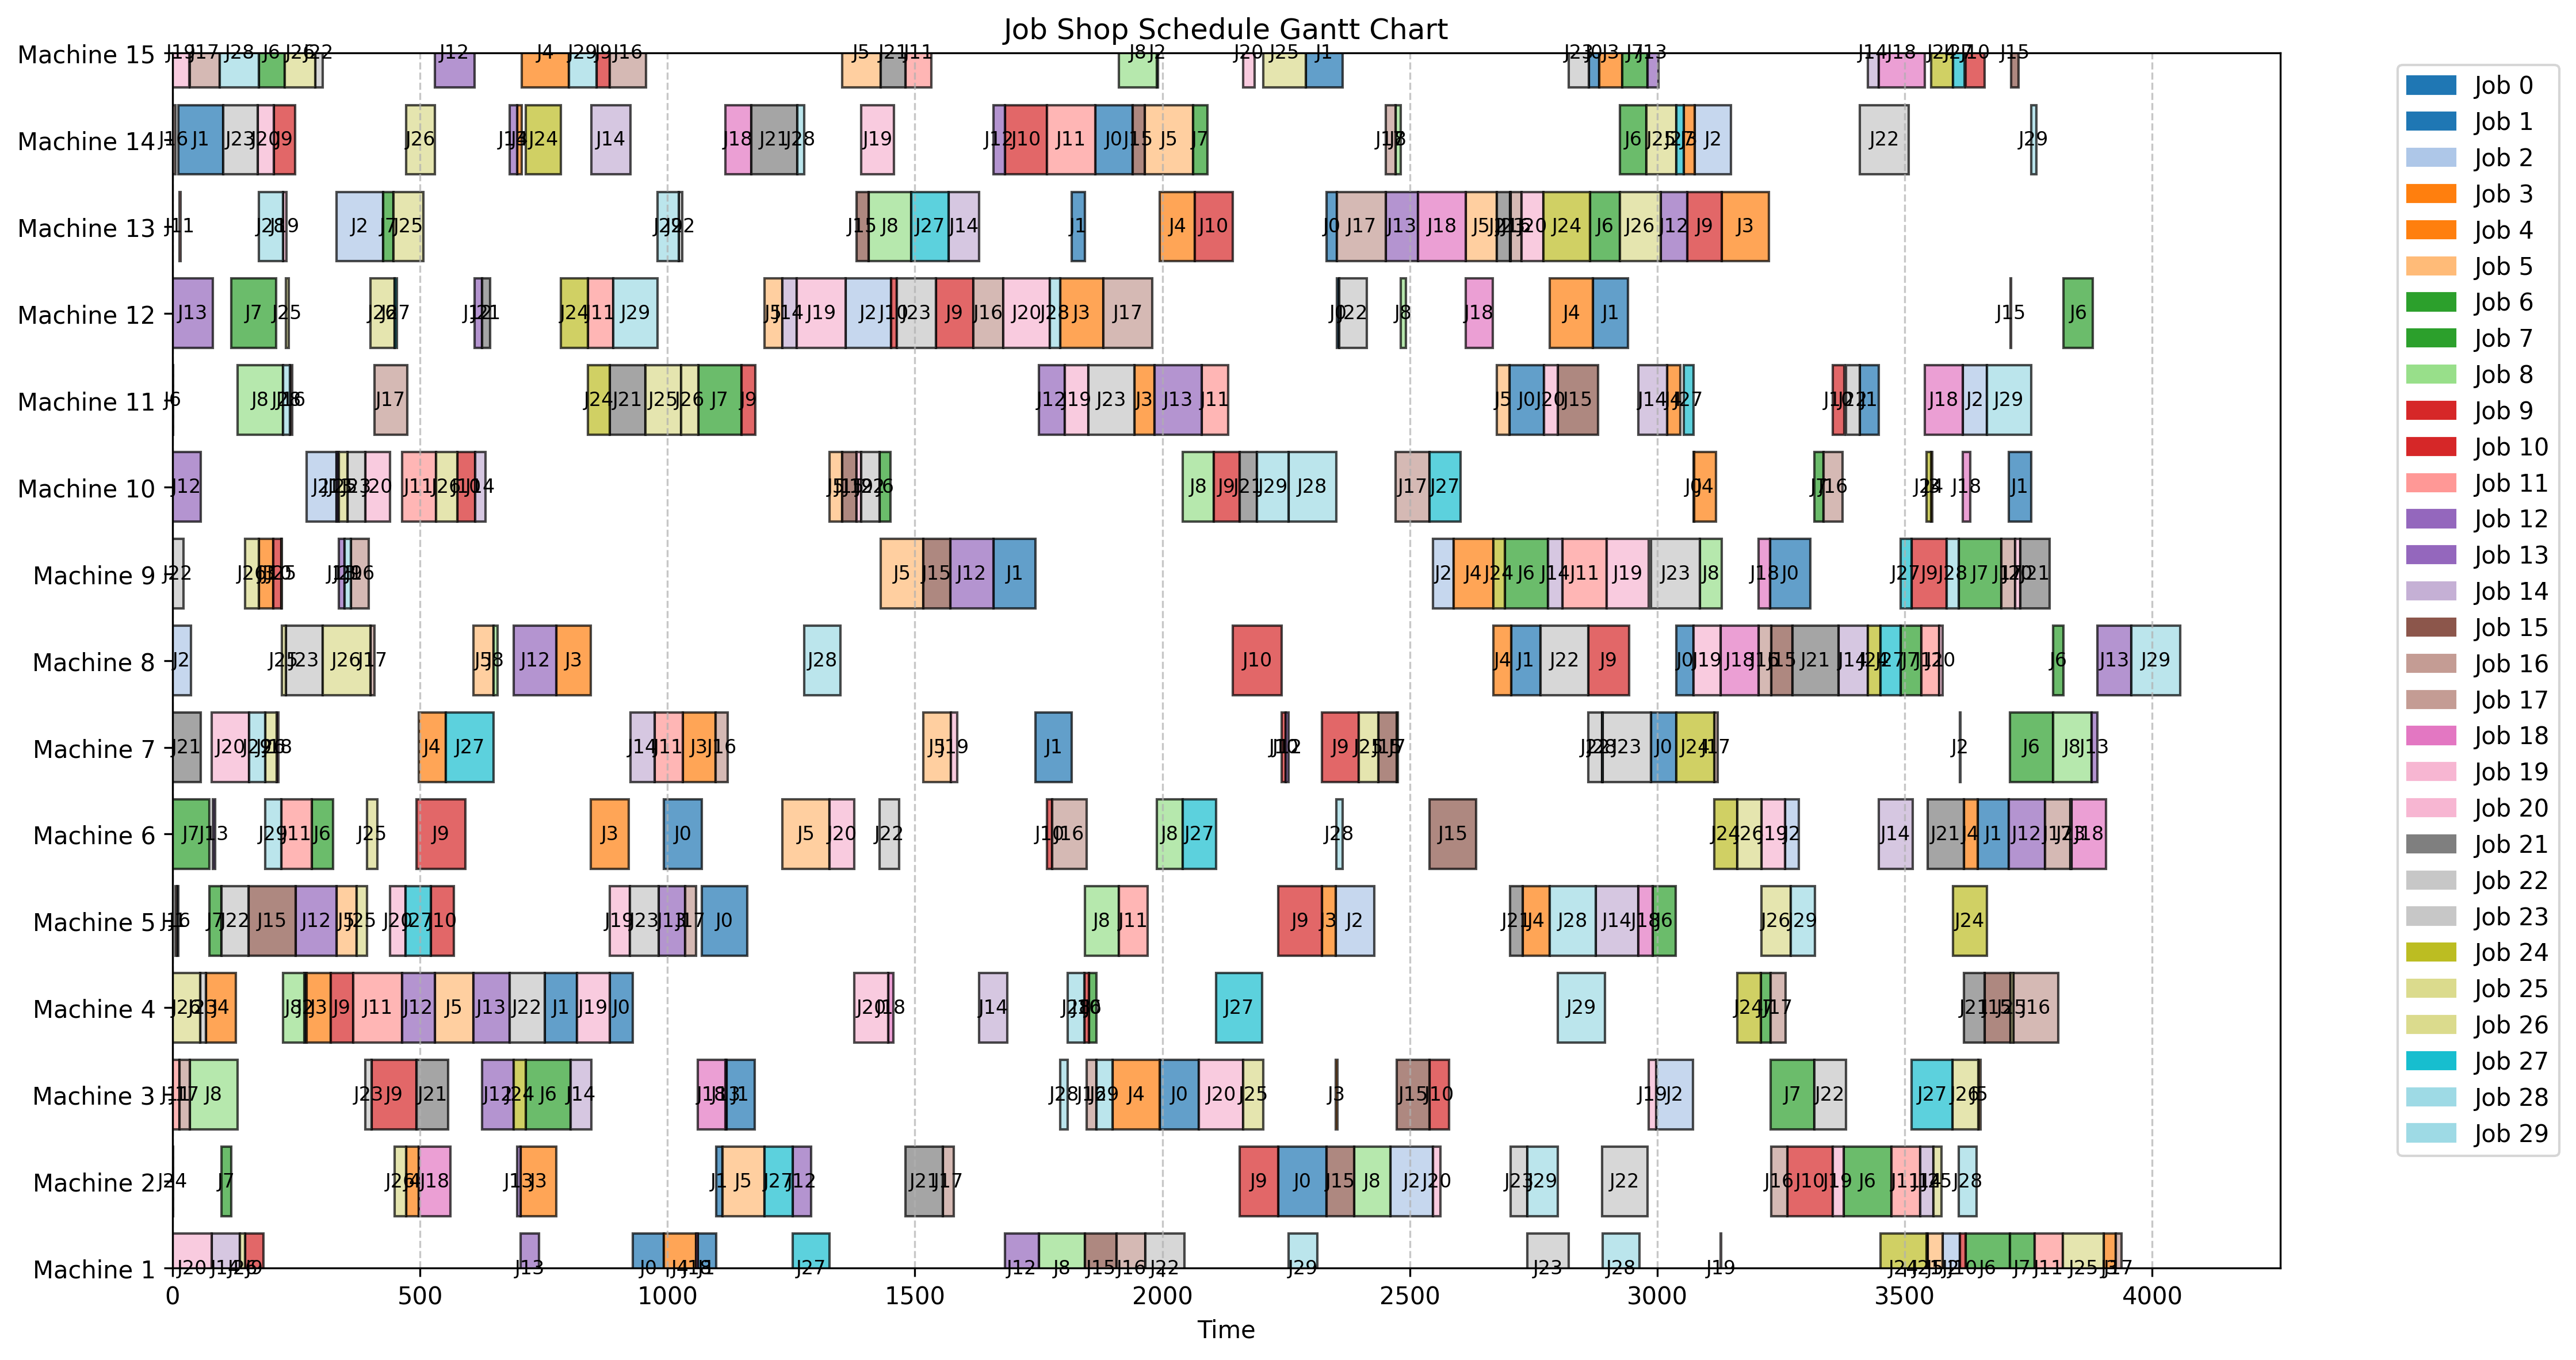 Job Shop Schedule Gantt Chart
Machine 15 J19 J17 J28 J6 J26 J22 J12 J4 J29 J9 J16 J5 J21 J11 J8 J2 J20 J25 J1 J23 J0 J3 J7 J13 J14 J18 J24 J27 J10 J15
Machine 14 J16 J1 J23 J20 J9 J26 J13 J4 J24 J14 J18 J21 J28 J19 J12 J10 J11 J0 J15 J5 J7 J17 J8 J6 J25 J27 J3 J2 J22 J29
Machine 13 J11 J28 J19 J2 J7 J25 J29 J22 J15 J8 J27 J14 J1 J4 J10 J0 J17 J13 J18 J5 J21 J16 J20 J24 J6 J26 J12 J9 J3
Machine 12 J13 J7 J25 J26 J27 J12 J21 J24 J11 J29 J5 J14 J19 J2 J10 J23 J9 J16 J20 J28 J3 J17 J0 J22 J8 J18 J4 J1 J15 J6
Machine 11 J6 J8 J28 J16 J17 J24 J21 J25 J26 J7 J9 J12 J19 J23 J3 J13 J11 J5 J0 J20 J15 J14 J4 J27 J10 J22 J1 J18 J2 J29
Machine 10 J12 J2 J25 J23 J20 J11 J26 J10 J14 J5 J15 J19 J22 J6 J8 J9 J21 J29 J28 J17 J27 J0 J4 J7 J16 J24 J18 J1
Machine 9 J22 J26 J3 J10 J25 J13 J29 J16 J5 J15 J12 J1 J2 J4 J24 J6 J14 J11 J19 J23 J8 J18 J0 J27 J9 J28 J7 J17 J20 J21
Machine 8 J2 J25 J23 J26 J17 J5 J8 J12 J3 J28 J10 J4 J1 J22 J9 J0 J19 J18 J16 J15 J21 J14 J24 J27 J7 J11 J20 J6 J13 J29
Machine 7 J21 J20 J29 J26 J18 J4 J27 J14 J11 J3 J16 J5 J19 J1 J10 J12 J9 J25 J15 J17 J22 J28 J23 J0 J24 J17 J2 J6 J8 J13
Machine 6 J7 J13 J29 J11 J6 J25 J9 J3 J0 J5 J20 J22 J10 J16 J8 J27 J28 J15 J24 J26 J19 J2 J14 J21 J4 J1 J12 J17 J23 J18
Machine 5 J1 J16 J7 J22 J15 J12 J5 J25 J20 J27 J10 J19 J23 J13 J17 J0 J8 J11 J9 J3 J2 J21 J4 J28 J14 J18 J6 J26 J29 J24
Machine 4 J26 J23 J4 J8 J2 J3 J9 J11 J12 J5 J13 J22 J1 J19 J0 J20 J18 J14 J28 J10 J6 J27 J29 J24 J7 J17 J21 J15 J25 J16
Machine 3 J11 J17 J8 J23 J9 J21 J12 J24 J6 J14 J18 J13 J1 J28 J16 J29 J4 J0 J20 J25 J3 J15 J10 J19 J2 J7 J22 J27 J26 J5
Machine 2 J24 J7 J26 J4 J18 J13 J3 J1 J5 J27 J12 J21 J17 J9 J0 J15 J8 J2 J20 J23 J29 J22 J16 J10 J19 J6 J11 J14 J25 J28
Machine 1 J20 J14 J26 J9 J13 J0 J4 J18 J1 J27 J12 J8 J15 J16 J22 J29 J23 J28 J19 J24 J5 J2 J10 J6 J7 J11 J25 J3 J17
0 500 1000 1500 2000 2500 3000 3500 4000
Time
Job 0
Job 1
Job 2
Job 3
Job 4
Job 5
Job 6
Job 7
Job 8
Job 9
Job 10
Job 11
Job 12
Job 13
Job 14
Job 15
Job 16
Job 17
Job 18
Job 19
Job 20
Job 21
Job 22
Job 23
Job 24
Job 25
Job 26
Job 27
Job 28
Job 29